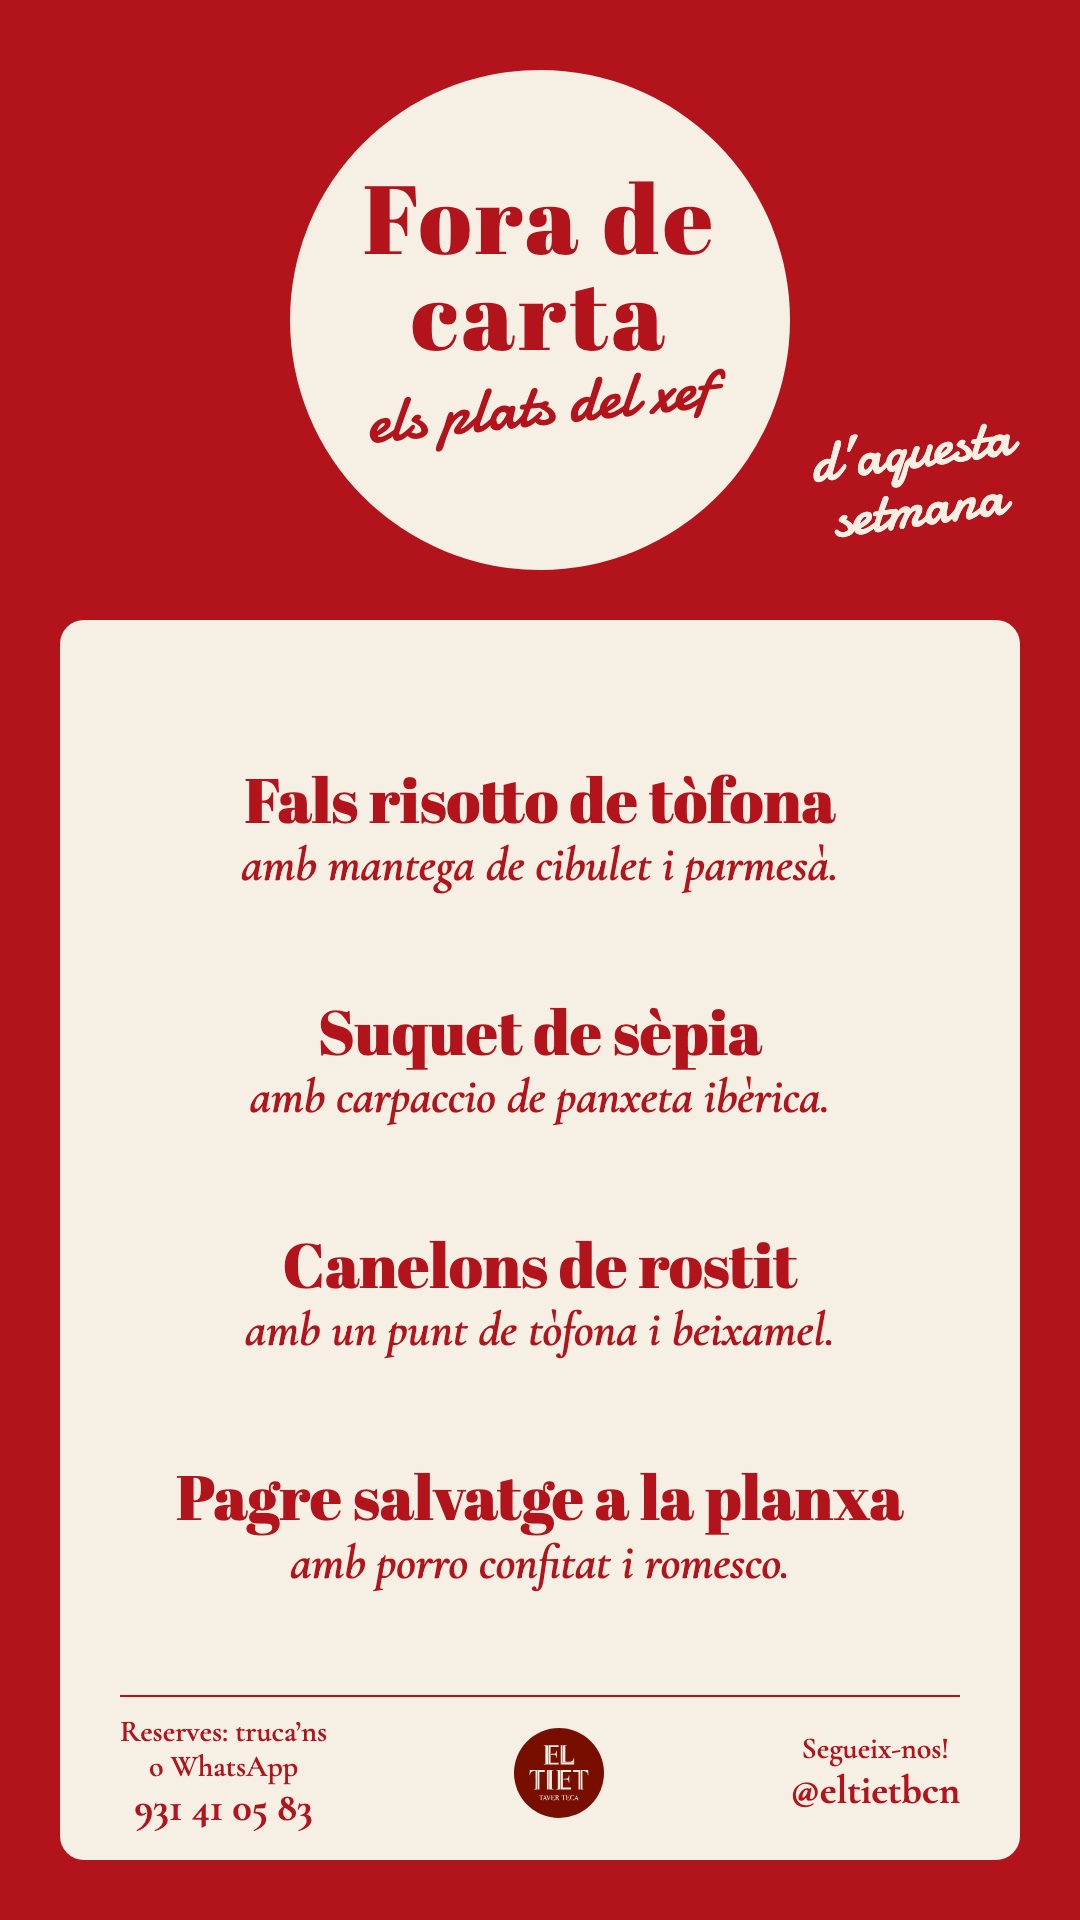 Fora de
carta
els plats del xef
d'aquesta
setmana
Fals risotto de tòfona
amb mantega de cibulet i parmesà.
Suquet de sèpia
amb carpaccio de panxeta ibèrica.
Canelons de rostit
amb un punt de tòfona i beixamel.
Pagre salvatge a la planxa
amb porro confitat i romesco.
Reserves: truca’ns
o WhatsApp
931 41 05 83
EL
TIET
TAVER TECA
Segueix-nos!
@eltietbcn